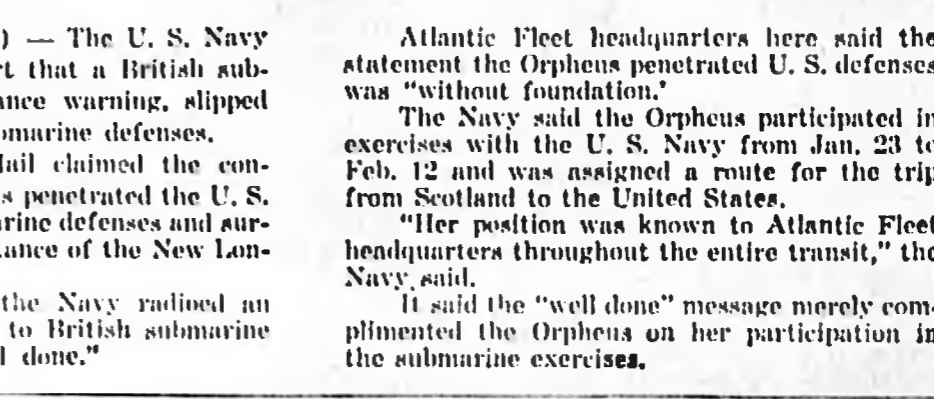 ) — The U. S. Navy
rt that a British sub-
ance warning, slipped
omarine defenses.
Mail claimed the con-
s penetrated the U. S.
arine defenses and sur-
tance of the New Lon-
the Navy radioed an
to British submarine
l done."
Atlantic Fleet headquarters here said the
statement the Orpheus penetrated U. S. defenses
was "without foundation.'
The Navy said the Orpheus participated in
exercises with the U. S. Navy from Jan. 23 to
Feb. 12 and was assigned a route for the trip
from Scotland to the United States.
"Her position was known to Atlantic Fleet
headquarters throughout the entire transit," the
Navy said.
It said the "well done" message merely com-
plimented the Orpheus on her participation in
the submarine exercises.